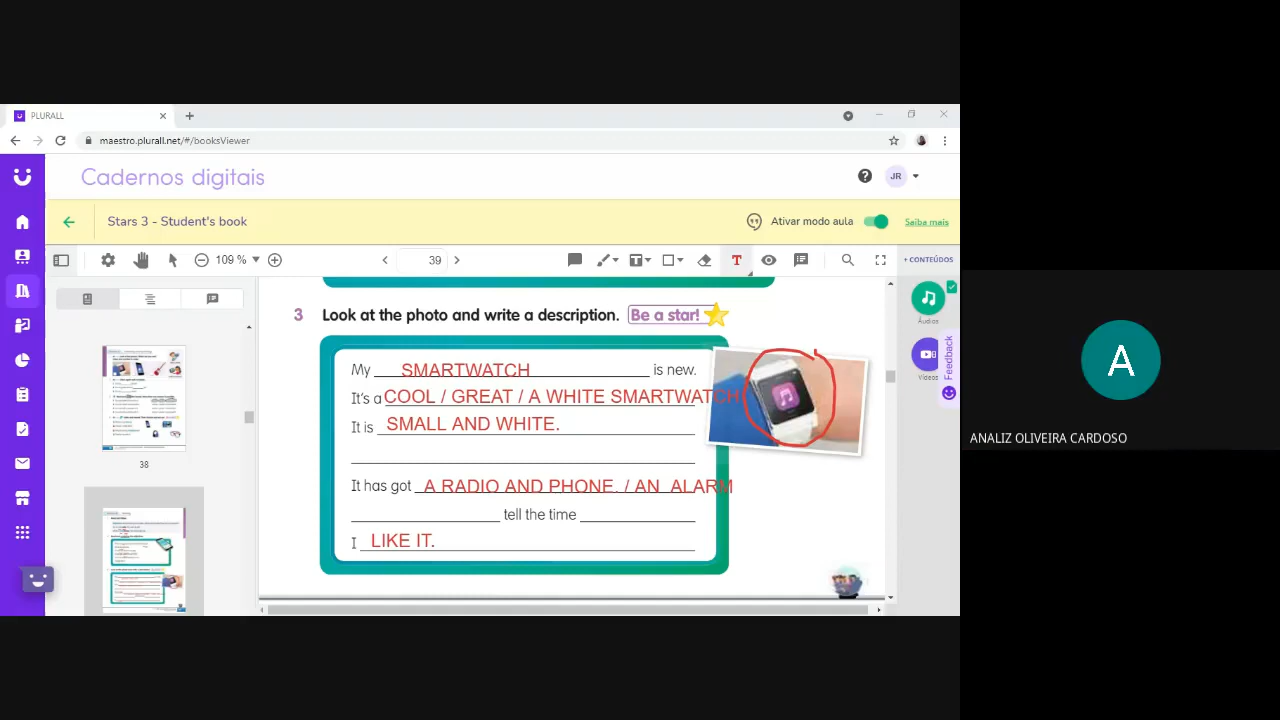 PLURALL
maestro.plurall.net/#/booksViewer
Cadernos digitais
JR
Stars 3 - Student's book
Ativar modo aula
Saiba mais
109 %
39
T
+ CONTEÚDOS
3 Look at the photo and write a description. Be a star!
My SMARTWATCH is new.
It's a COOL / GREAT / A WHITE SMARTWATCH
It is SMALL AND WHITE.
It has got A RADIO AND PHONE. / AN ALARM
tell the time
I LIKE IT.
38
Áudios
Vídeos
Feedback
A
ANALIZ OLIVEIRA CARDOSO